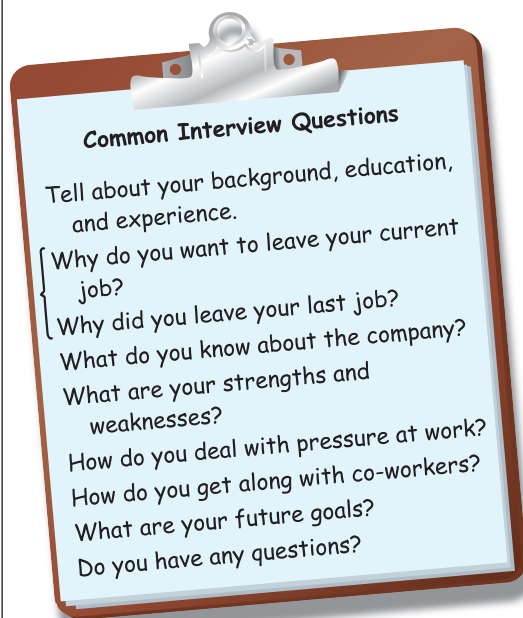 Common Interview Questions
Tell about your background, education,
and experience.
Why do you want to leave your current
job?
Why did you leave your last job?
What do you know about the company?
What are your strengths and
weaknesses?
How do you deal with pressure at work?
How do you get along with co-workers?
What are your future goals?
Do you have any questions?